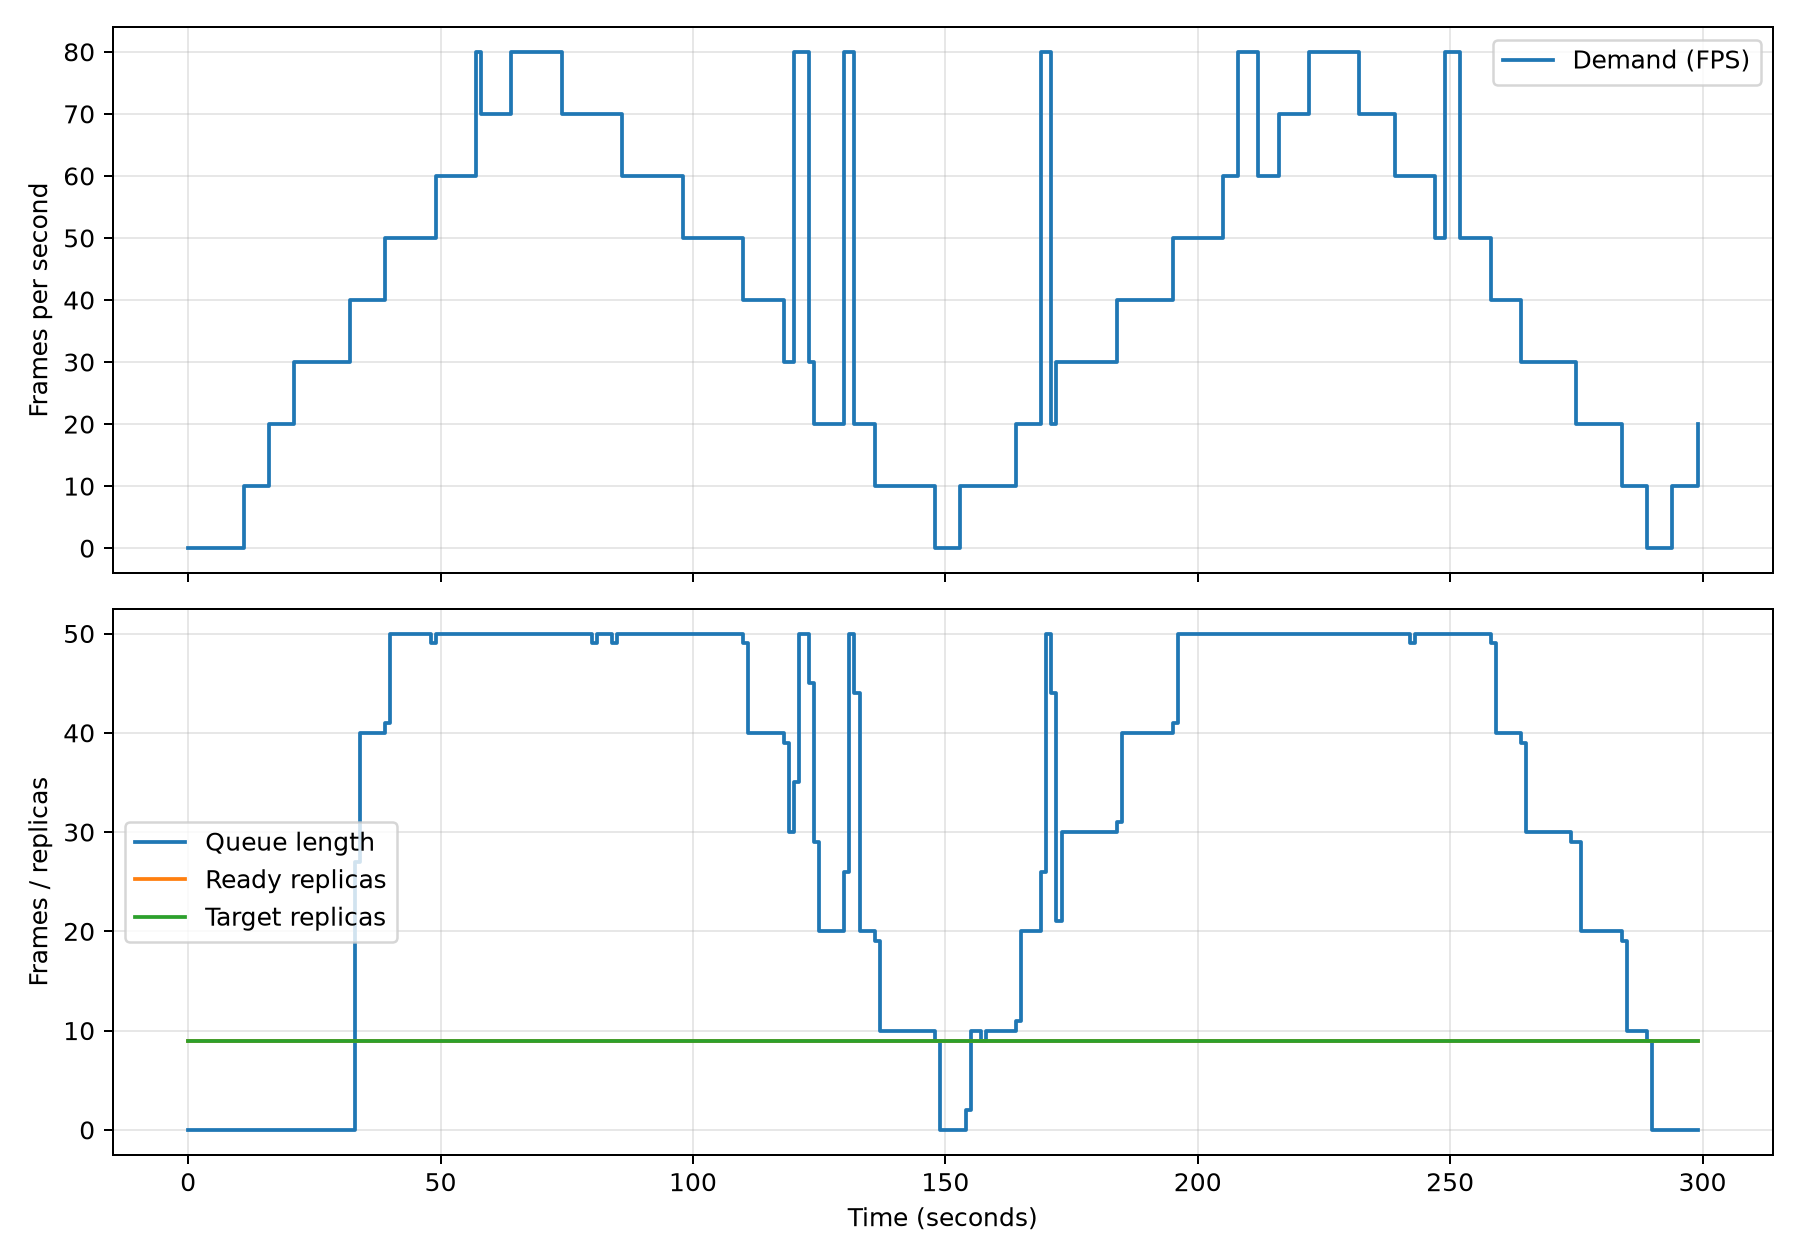 80
70
60
50
40
30
20
10
0
Frames per second
Demand (FPS)
50
40
30
20
10
0
Frames / replicas
Queue length
Ready replicas
Target replicas
0 50 100 150 200 250 300
Time (seconds)